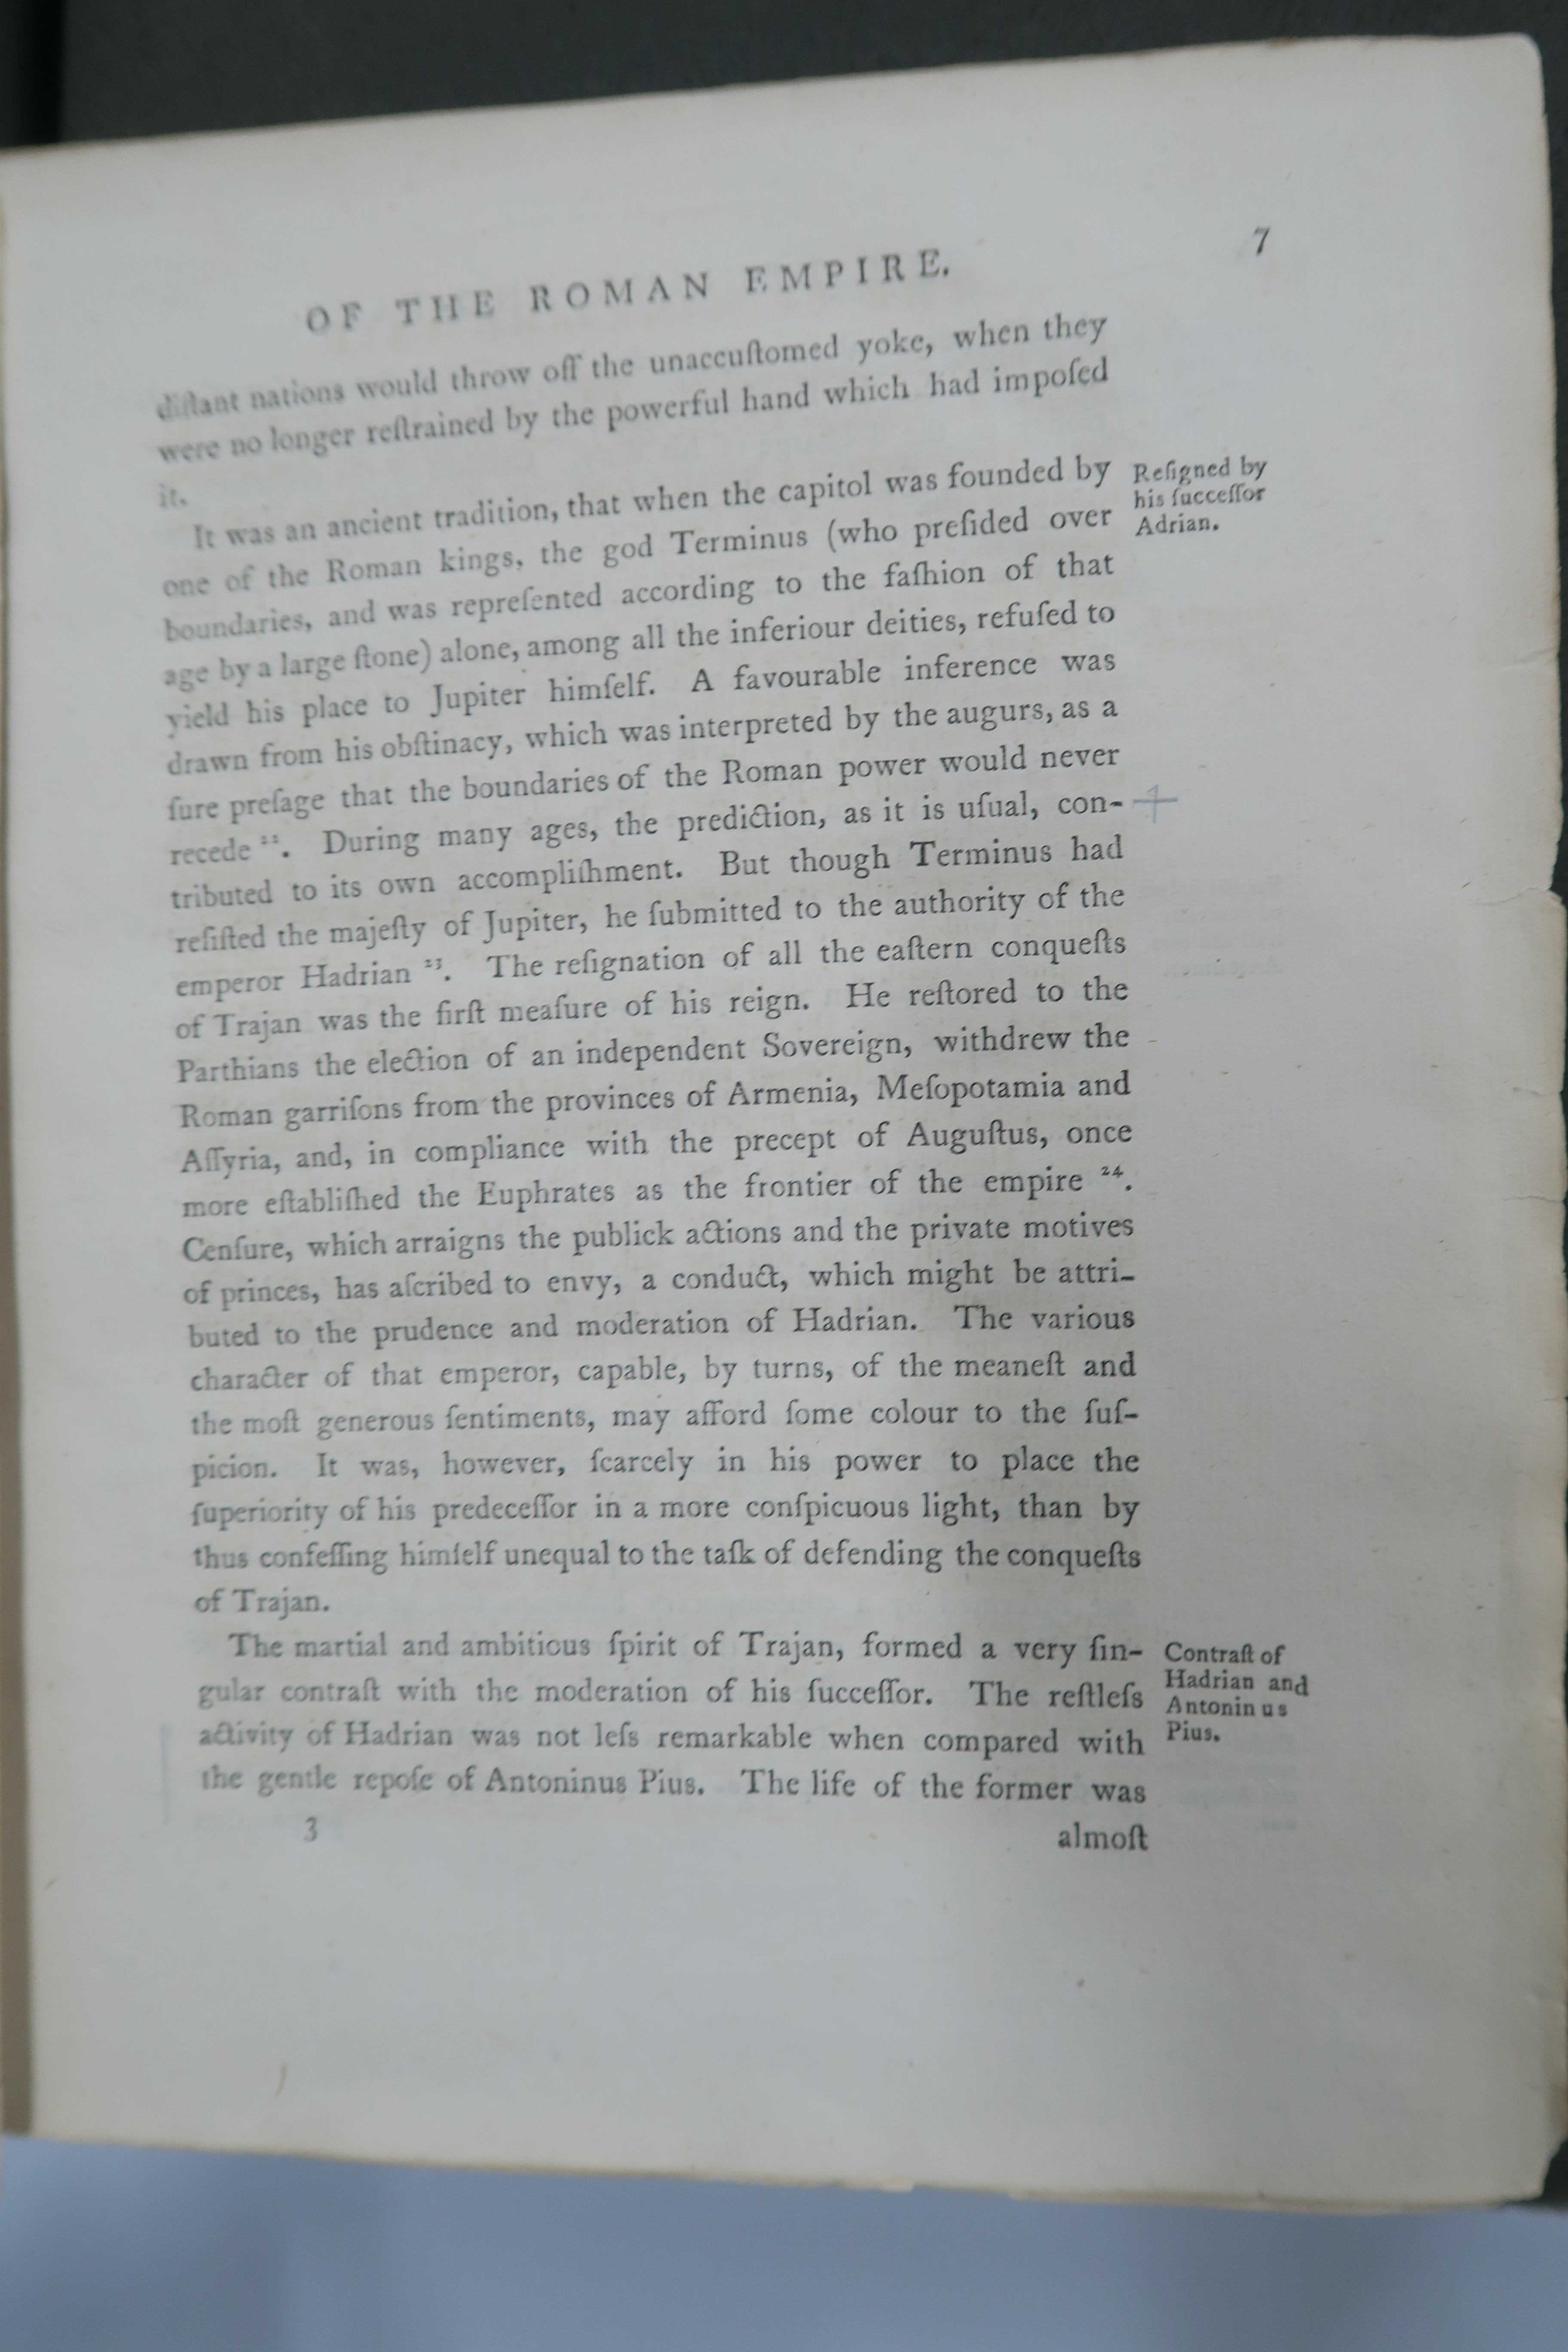 7
OF THE ROMAN EMPIRE.
diſtant nations would throw off the unaccuſtomed yoke, when they
were no longer reſtrained by the powerful hand which had impoſed
it.
It was an ancient tradition, that when the capitol was founded by
one of the Roman kings, the god Terminus (who preſided over
boundaries, and was repreſented according to the faſhion of that
age by a large ſtone) alone, among all the inferiour deities, refuſed to
yield his place to Jupiter himſelf. A favourable inference was
drawn from his obſtinacy, which was interpreted by the augurs, as a
ſure preſage that the boundaries of the Roman power would never
recede ²². During many ages, the prediction, as it is uſual, con-
tributed to its own accompliſhment. But though Terminus had
reſiſted the majeſty of Jupiter, he ſubmitted to the authority of the
emperor Hadrian ²³. The reſignation of all the eaſtern conqueſts
of Trajan was the firſt meaſure of his reign. He reſtored to the
Parthians the election of an independent Sovereign, withdrew the
Roman garriſons from the provinces of Armenia, Meſopotamia and
Aſſyria, and, in compliance with the precept of Auguſtus, once
more eſtabliſhed the Euphrates as the frontier of the empire ²⁴.
Cenſure, which arraigns the publick actions and the private motives
of princes, has aſcribed to envy, a conduct, which might be attri-
buted to the prudence and moderation of Hadrian. The various
character of that emperor, capable, by turns, of the meaneſt and
the moſt generous ſentiments, may afford ſome colour to the ſuſ-
picion. It was, however, ſcarcely in his power to place the
ſuperiority of his predeceſſor in a more conſpicuous light, than by
thus confeſſing himſelf unequal to the taſk of defending the conqueſts
of Trajan.
The martial and ambitious ſpirit of Trajan, formed a very ſin-
gular contraſt with the moderation of his ſucceſſor. The reſtleſs
activity of Hadrian was not leſs remarkable when compared with
the gentle repoſe of Antoninus Pius. The life of the former was
3
almoſt
Reſigned by
his ſucceſſor
Adrian.
Contraſt of
Hadrian and
Antoninus
Pius.